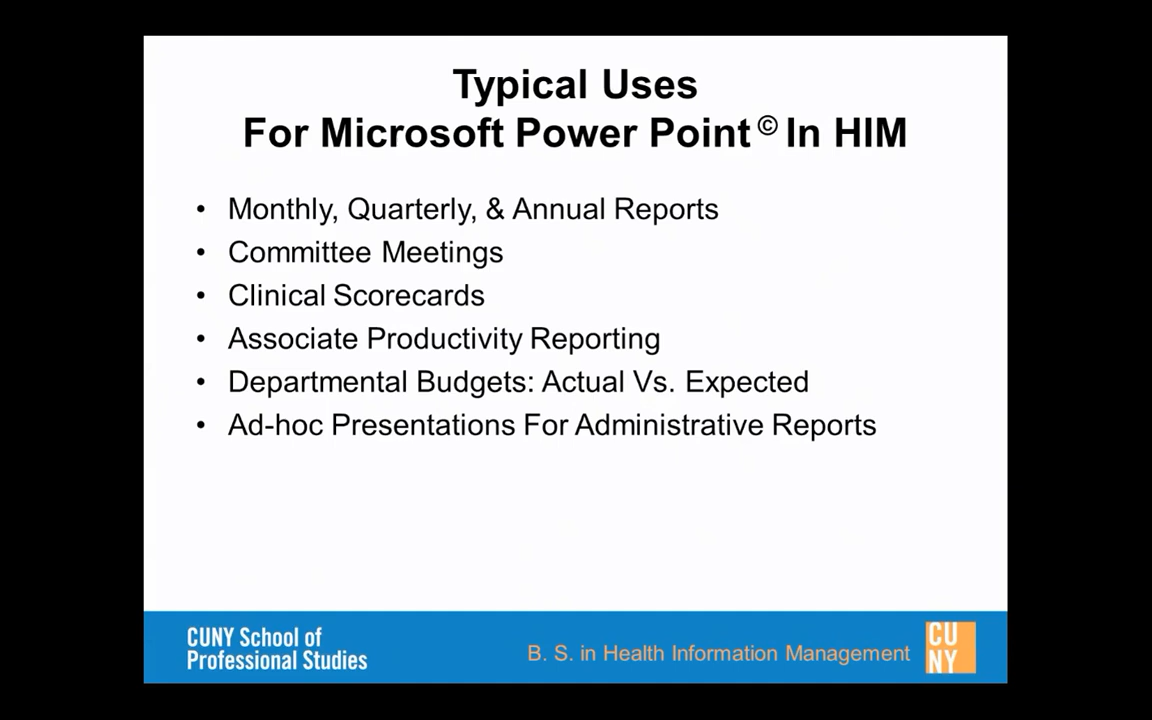 Typical Uses
For Microsoft Power Point © In HIM
• Monthly, Quarterly, & Annual Reports
• Committee Meetings
• Clinical Scorecards
• Associate Productivity Reporting
• Departmental Budgets: Actual Vs. Expected
• Ad-hoc Presentations For Administrative Reports
CUNY School of
Professional Studies
B. S. in Health Information Management
CU
NY